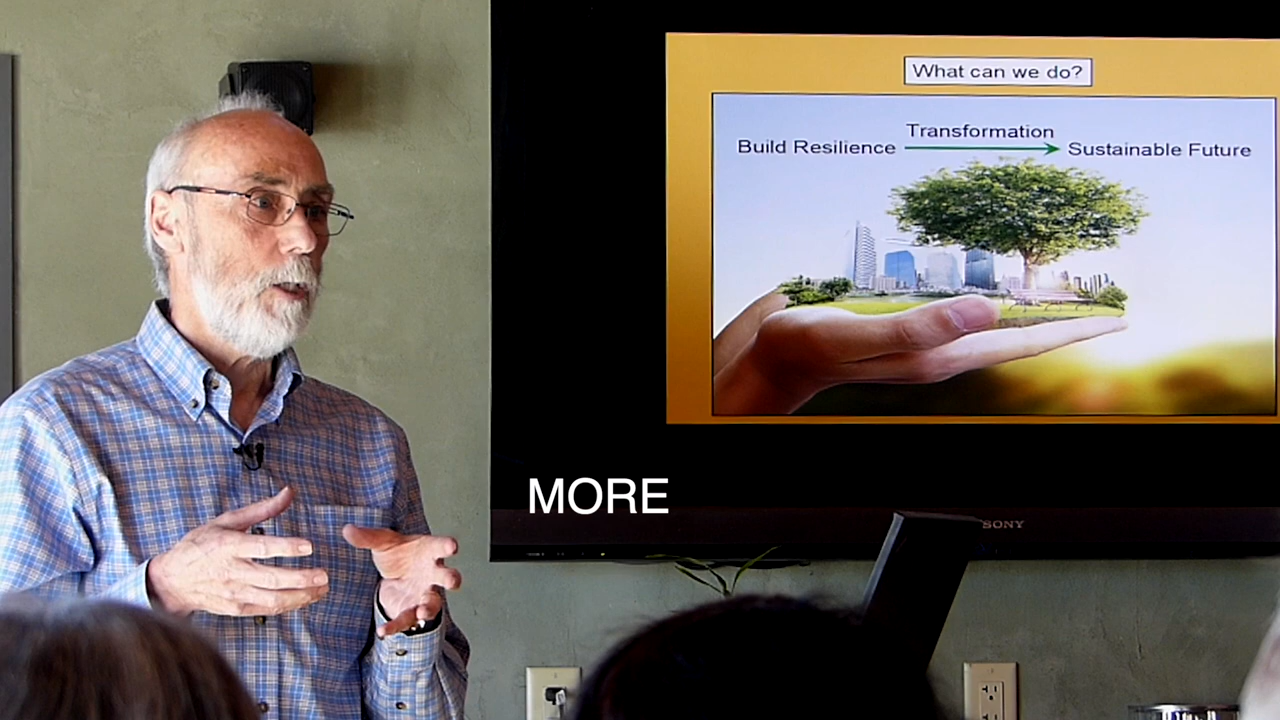 What can we do?
Transformation
Build Resilience
Sustainable Future
MORE
SONY